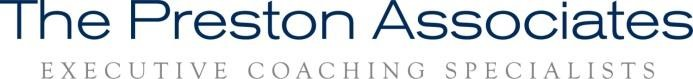 The Preston Associates
EXECUTIVE COACHING SPECIALISTS